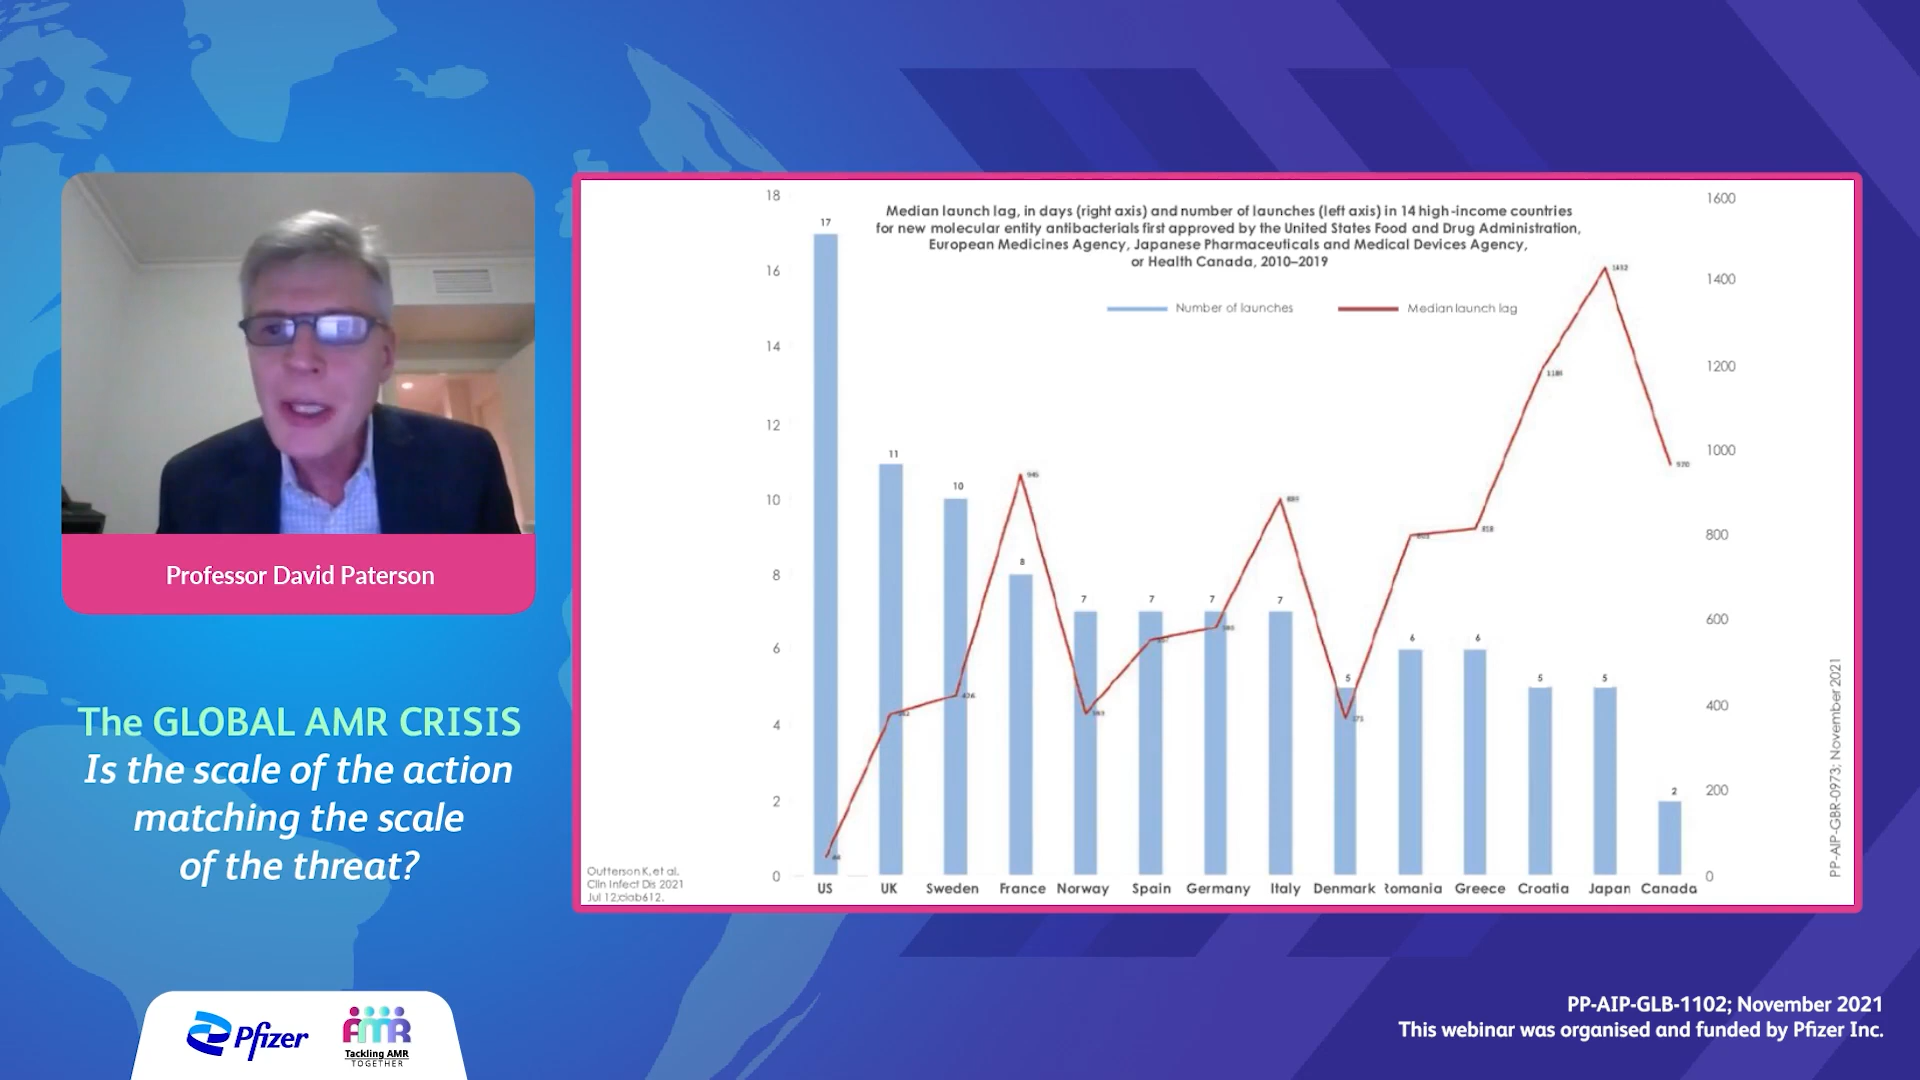 Professor David Paterson
The GLOBAL AMR CRISIS
Is the scale of the action
matching the scale
of the threat?
Pfizer
AMR
Tackling AMR
TOGETHER
Median launch lag, in days (right axis) and number of launches (left axis) in 14 high-income countries
for new molecular entity antibacterials first approved by the United States Food and Drug Administration,
European Medicines Agency, Japanese Pharmaceuticals and Medical Devices Agency,
or Health Canada, 2010–2019
Number of launches
Median launch lag
18
16
14
12
10
8
6
4
2
0
1600
1400
1200
1000
800
600
400
200
0
17
11
10
8
7
7
7
7
5
6
6
5
5
2
945
1432
818
US UK Sweden France Norway Spain Germany Italy Denmark Romania Greece Croatia Japan Canada
Outterson K, et al.
Clin Infect Dis 2021
Jul 12;ciab612.
PP-AIP-GBR-0973; November 2021
PP-AIP-GLB-1102; November 2021
This webinar was organised and funded by Pfizer Inc.